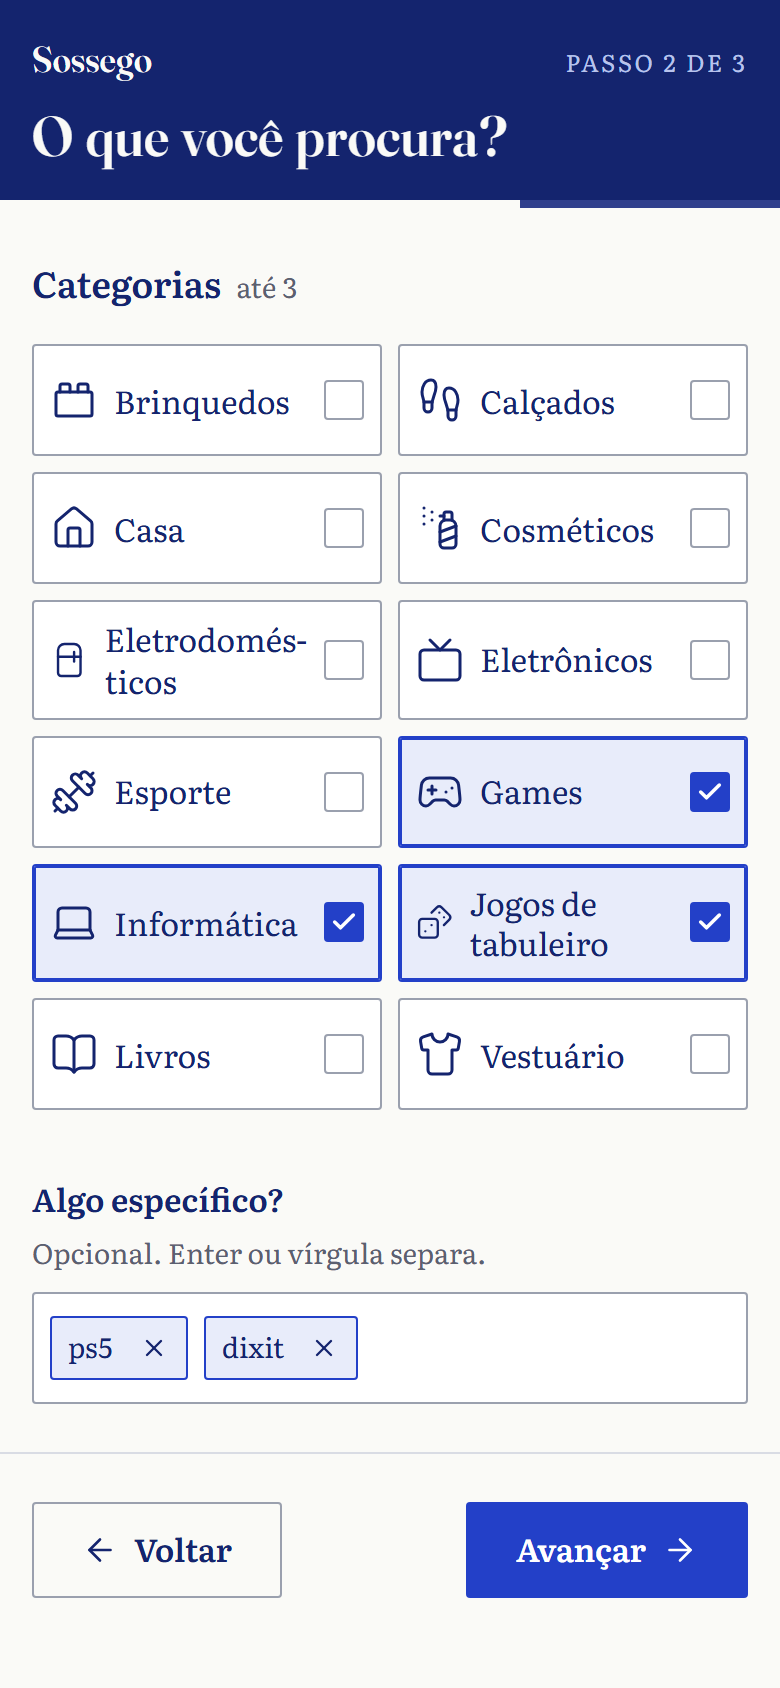 Sossego
PASSO 2 DE 3
O que você procura?
Categorias até 3
Brinquedos
Calçados
Casa
Cosméticos
Eletrodomés-
ticos
Eletrônicos
Esporte
Games
Informática
Jogos de
tabuleiro
Livros
Vestuário
Algo específico?
Opcional. Enter ou vírgula separa.
ps5
dixit
Voltar
Avançar